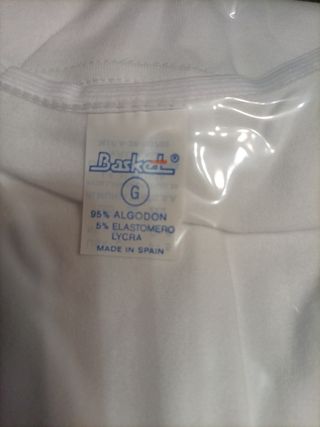 Basket®
G
95% ALGODON
5% ELASTOMERO
LYCRA
MADE IN SPAIN